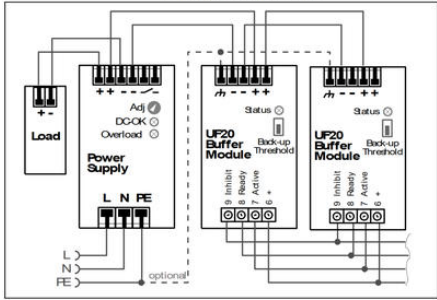 + + - -
- - + +
- - + +
+ -
Load
Adj
DC-OK
Overload
Power
Supply
L N PE
Status
UF20
Buffer
Module
Back-up
Threshold
9 Inhibit
8 Ready
7 Active
6 +
Status
UF20
Buffer
Module
Back-up
Threshold
9 Inhibit
8 Ready
7 Active
6 +
L
N
PE
optional